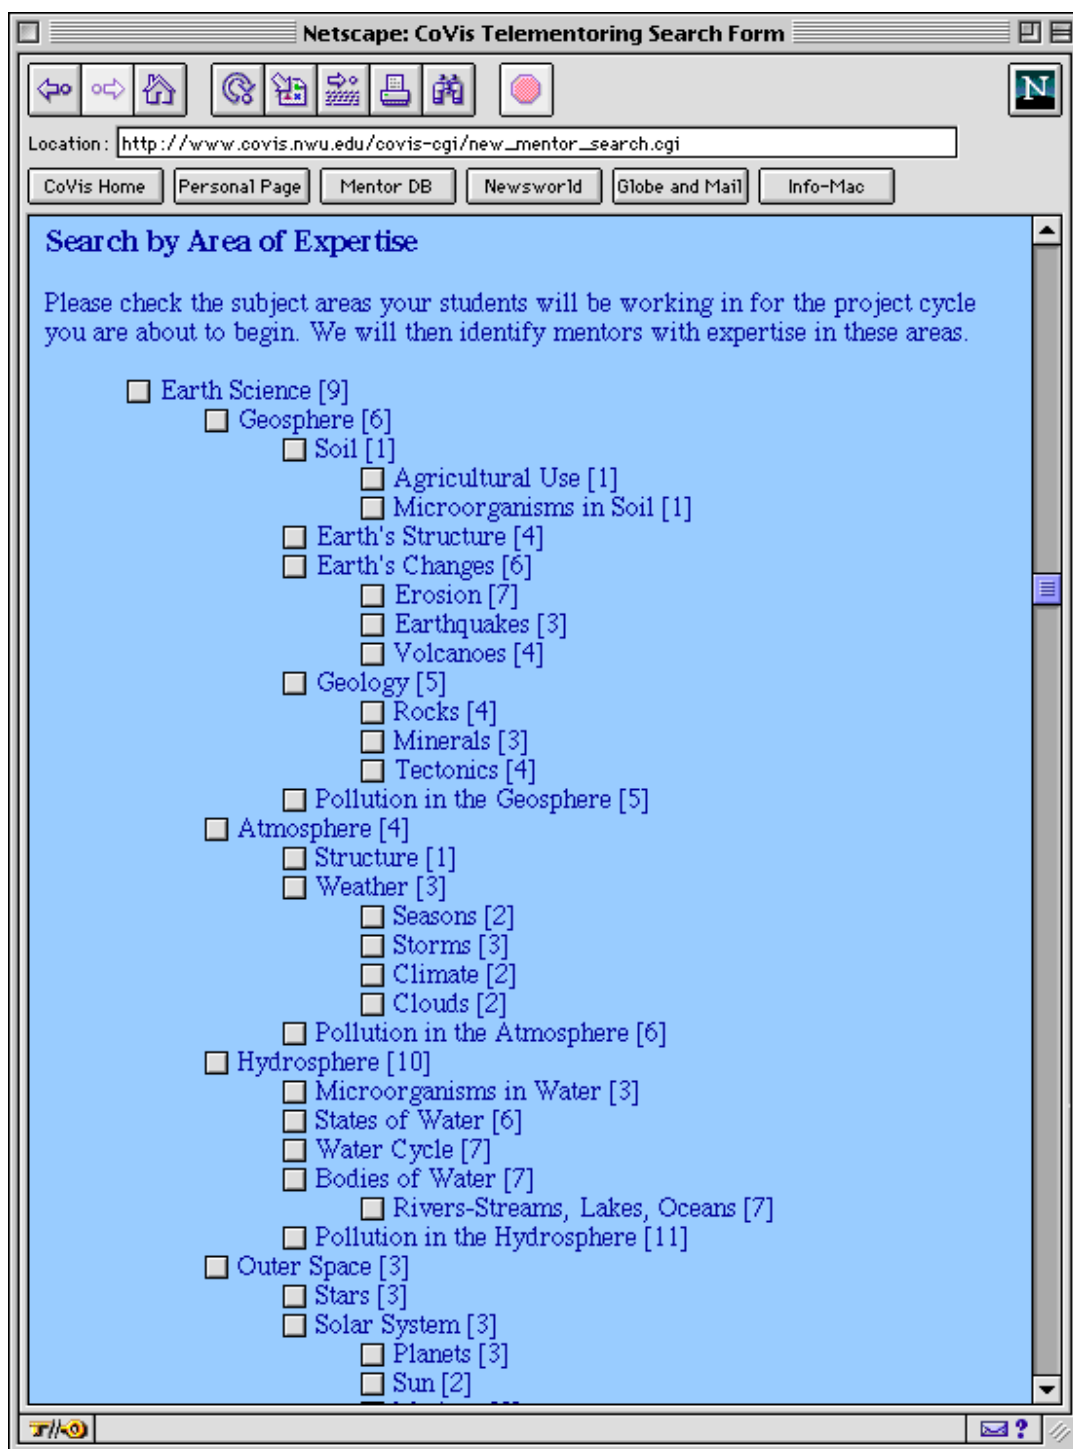 Netscape: CoVis Telementoring Search Form
N
Location: http://www.covis.nwu.edu/covis-cgi/new_mentor_search.cgi
CoVis Home Personal Page Mentor DB Newsworld Globe and Mail Info-Mac
Search by Area of Expertise
Please check the subject areas your students will be working in for the project cycle
you are about to begin. We will then identify mentors with expertise in these areas.
Earth Science [9]
Geosphere [6]
Soil [1]
Agricultural Use [1]
Microorganisms in Soil [1]
Earth's Structure [4]
Earth's Changes [6]
Erosion [7]
Earthquakes [3]
Volcanoes [4]
Geology [5]
Rocks [4]
Minerals [3]
Tectonics [4]
Pollution in the Geosphere [5]
Atmosphere [4]
Structure [1]
Weather [3]
Seasons [2]
Storms [3]
Climate [2]
Clouds [2]
Pollution in the Atmosphere [6]
Hydrosphere [10]
Microorganisms in Water [3]
States of Water [6]
Water Cycle [7]
Bodies of Water [7]
Rivers-Streams, Lakes, Oceans [7]
Pollution in the Hydrosphere [11]
Outer Space [3]
Stars [3]
Solar System [3]
Planets [3]
Sun [2]
?